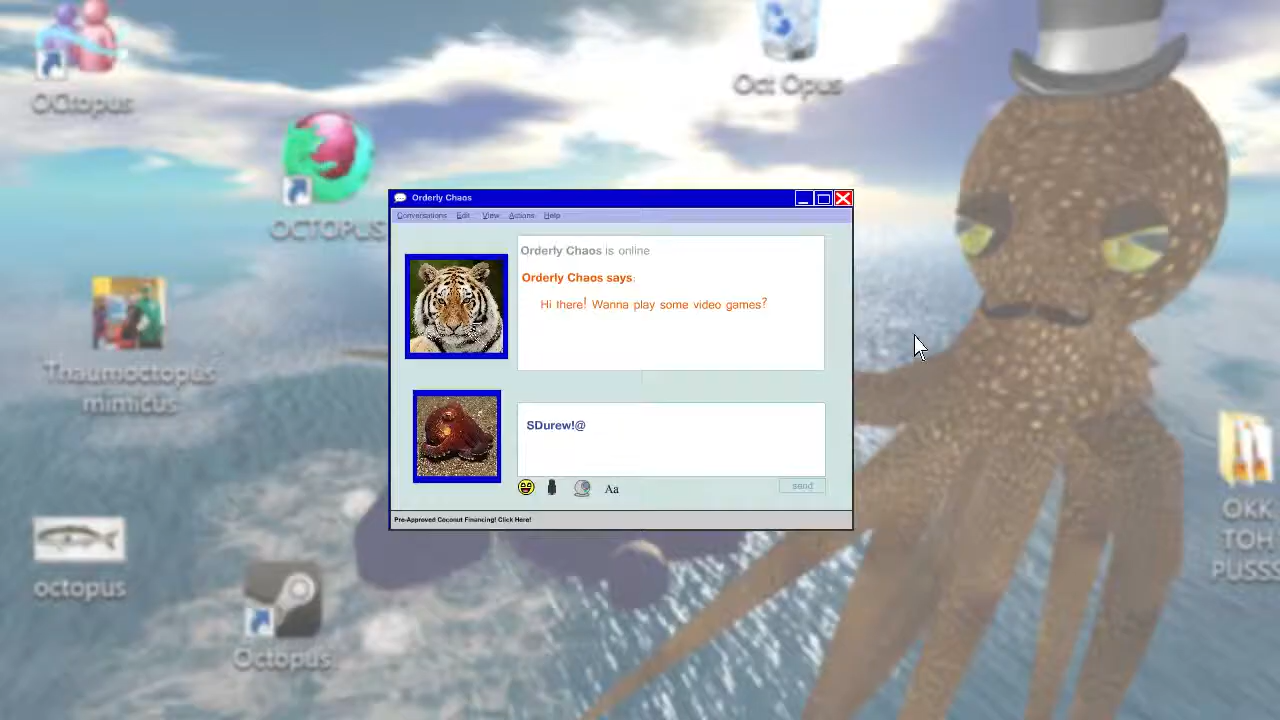 OCtopus
Oct Opus
OCTOPUS
Orderly Chaos
Conversations Edit View Actions Help
Orderly Chaos is online
Orderly Chaos says:
Hi there! Wanna play some video games?
Thaumoctopus
mimicus
SDurew!@
Aa
send
Pre-Approved Coconut Financing! Click Here!
octopus
Octopus
OKK
TOH
PUSSS